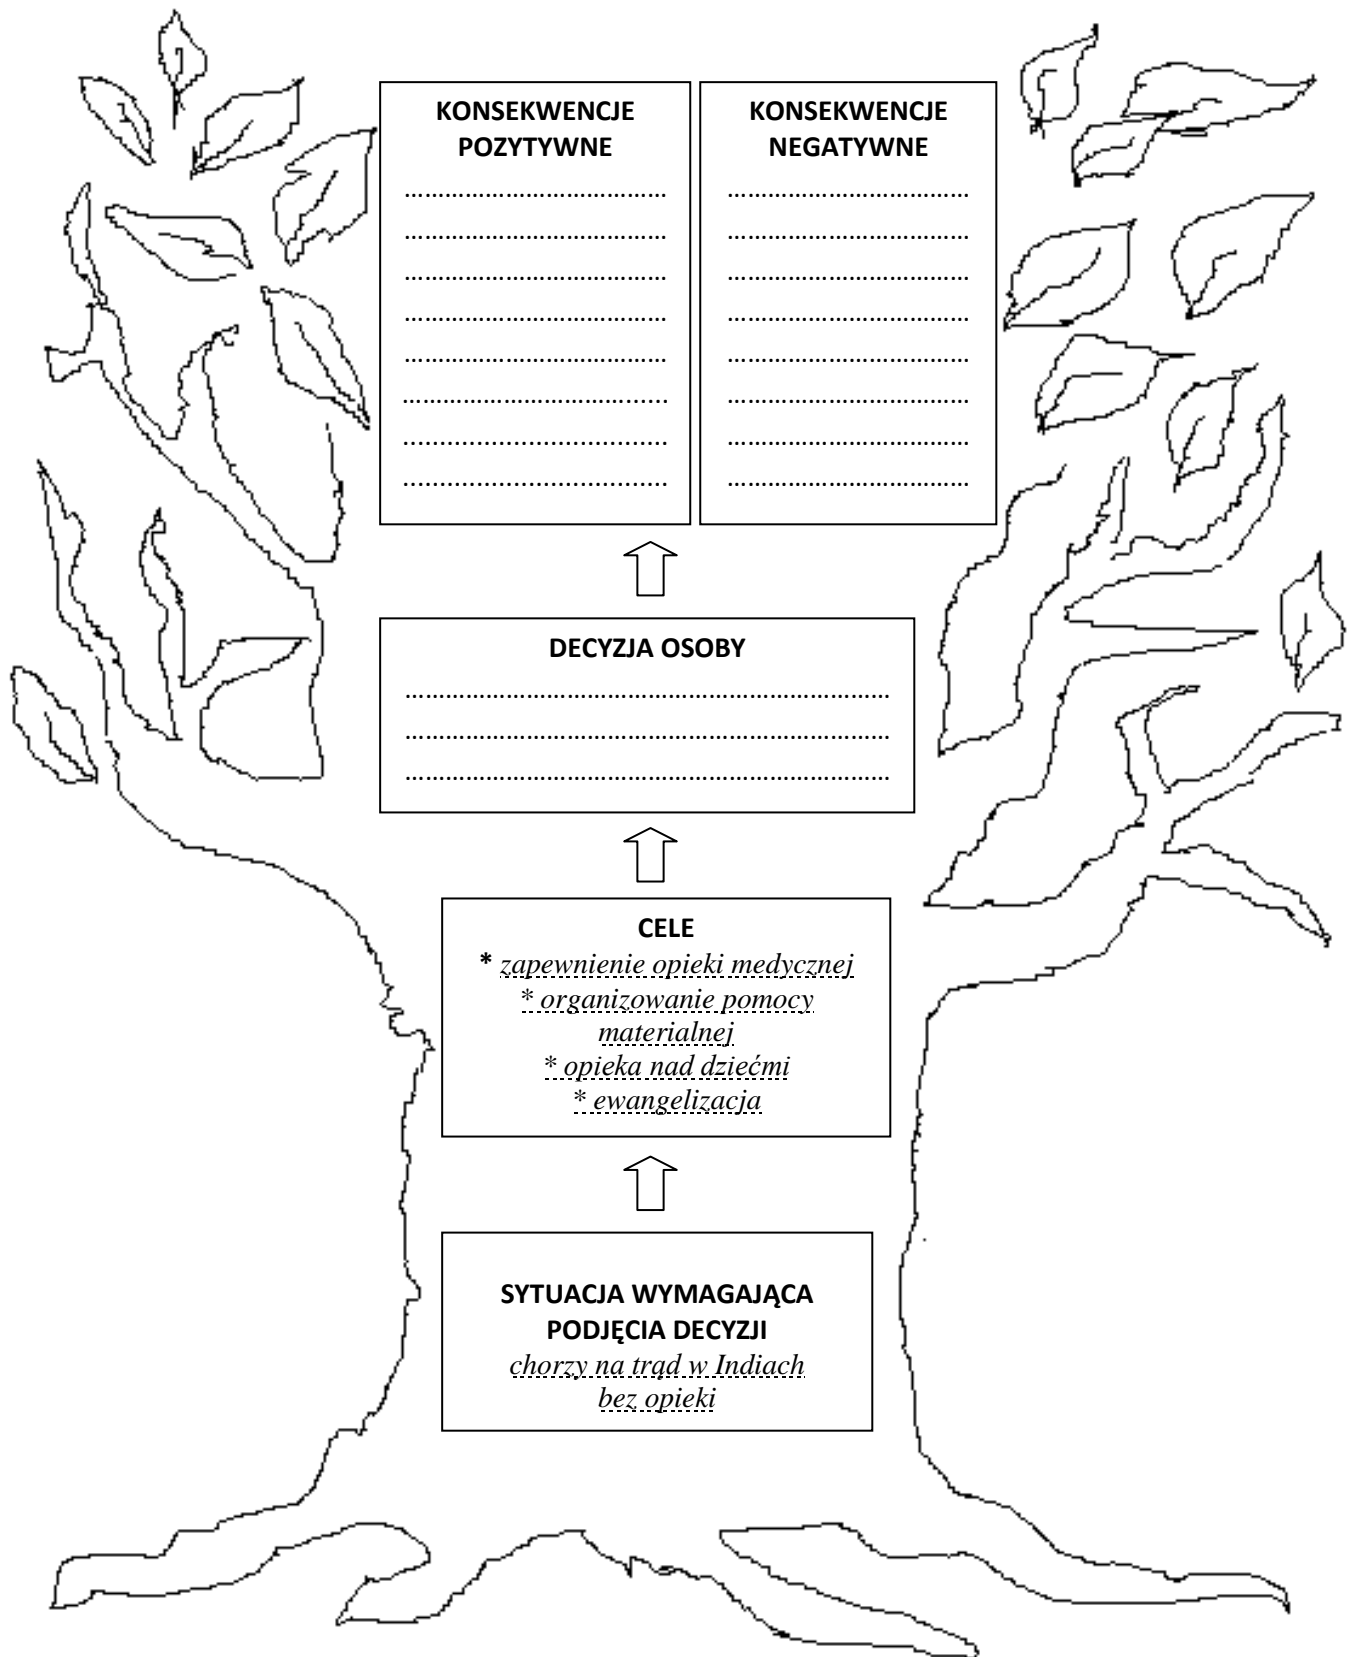 KONSEKWENCJE
POZYTYWNE
................................................
................................................
................................................
................................................
................................................
................................................
................................................
................................................
KONSEKWENCJE
NEGATYWNE
............................................
............................................
............................................
............................................
............................................
............................................
............................................
............................................
DECYZJA OSOBY
........................................................................
........................................................................
........................................................................
CELE
* zapewnienie opieki medycznej
* organizowanie pomocy
materialnej
* opieka nad dziećmi
* ewangelizacja
SYTUACJA WYMAGAJĄCA
PODJĘCIA DECYZJI
chorzy na trąd w Indiach
bez opieki